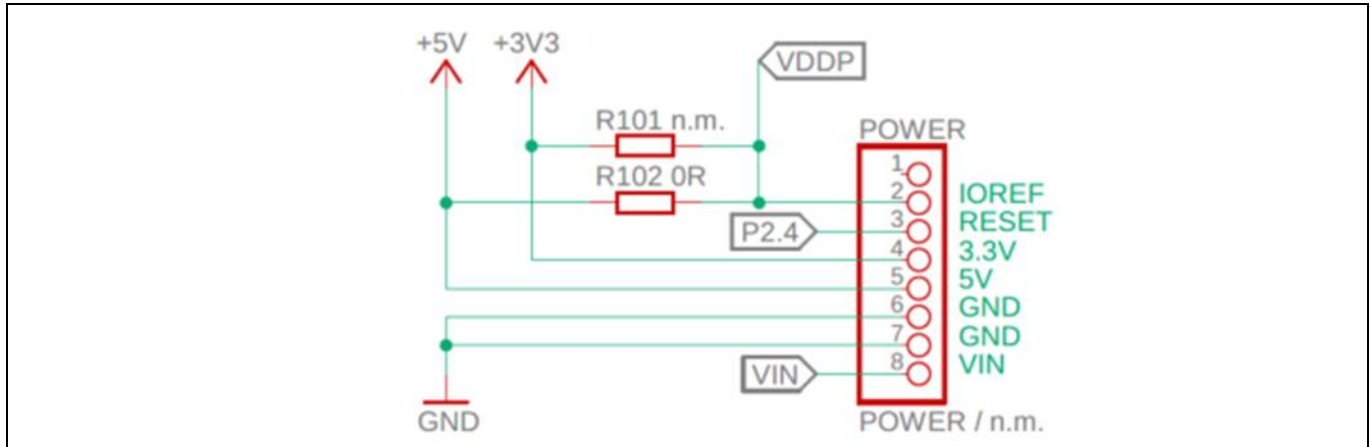 +5V +3V3
VDDP
R101 n.m.
POWER
R102 0R
1
2 IOREF
P2.4 3 RESET
4 3.3V
5 5V
6 GND
7 GND
VIN 8 VIN
GND
POWER / n.m.